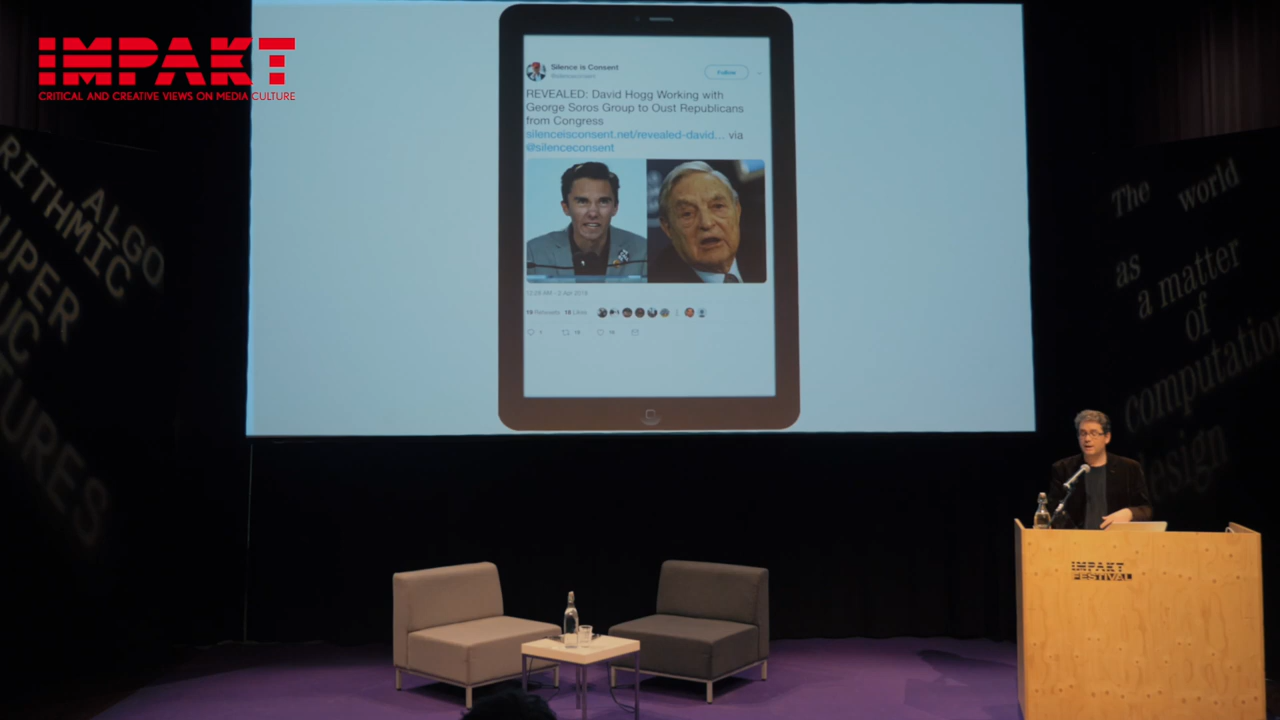 IMPAKT
CRITICAL AND CREATIVE VIEWS ON MEDIA CULTURE
Silence is Consent
Follow
REVEALED: David Hogg Working with
George Soros Group to Oust Republicans
from Congress
silenceisconsent.net/revealed-david... via
@silenceconsent
ALGO
RITHMIC
SUPER
TURES
The world
as
a matter
of
computation
design
IMPAKT
FESTIVAL